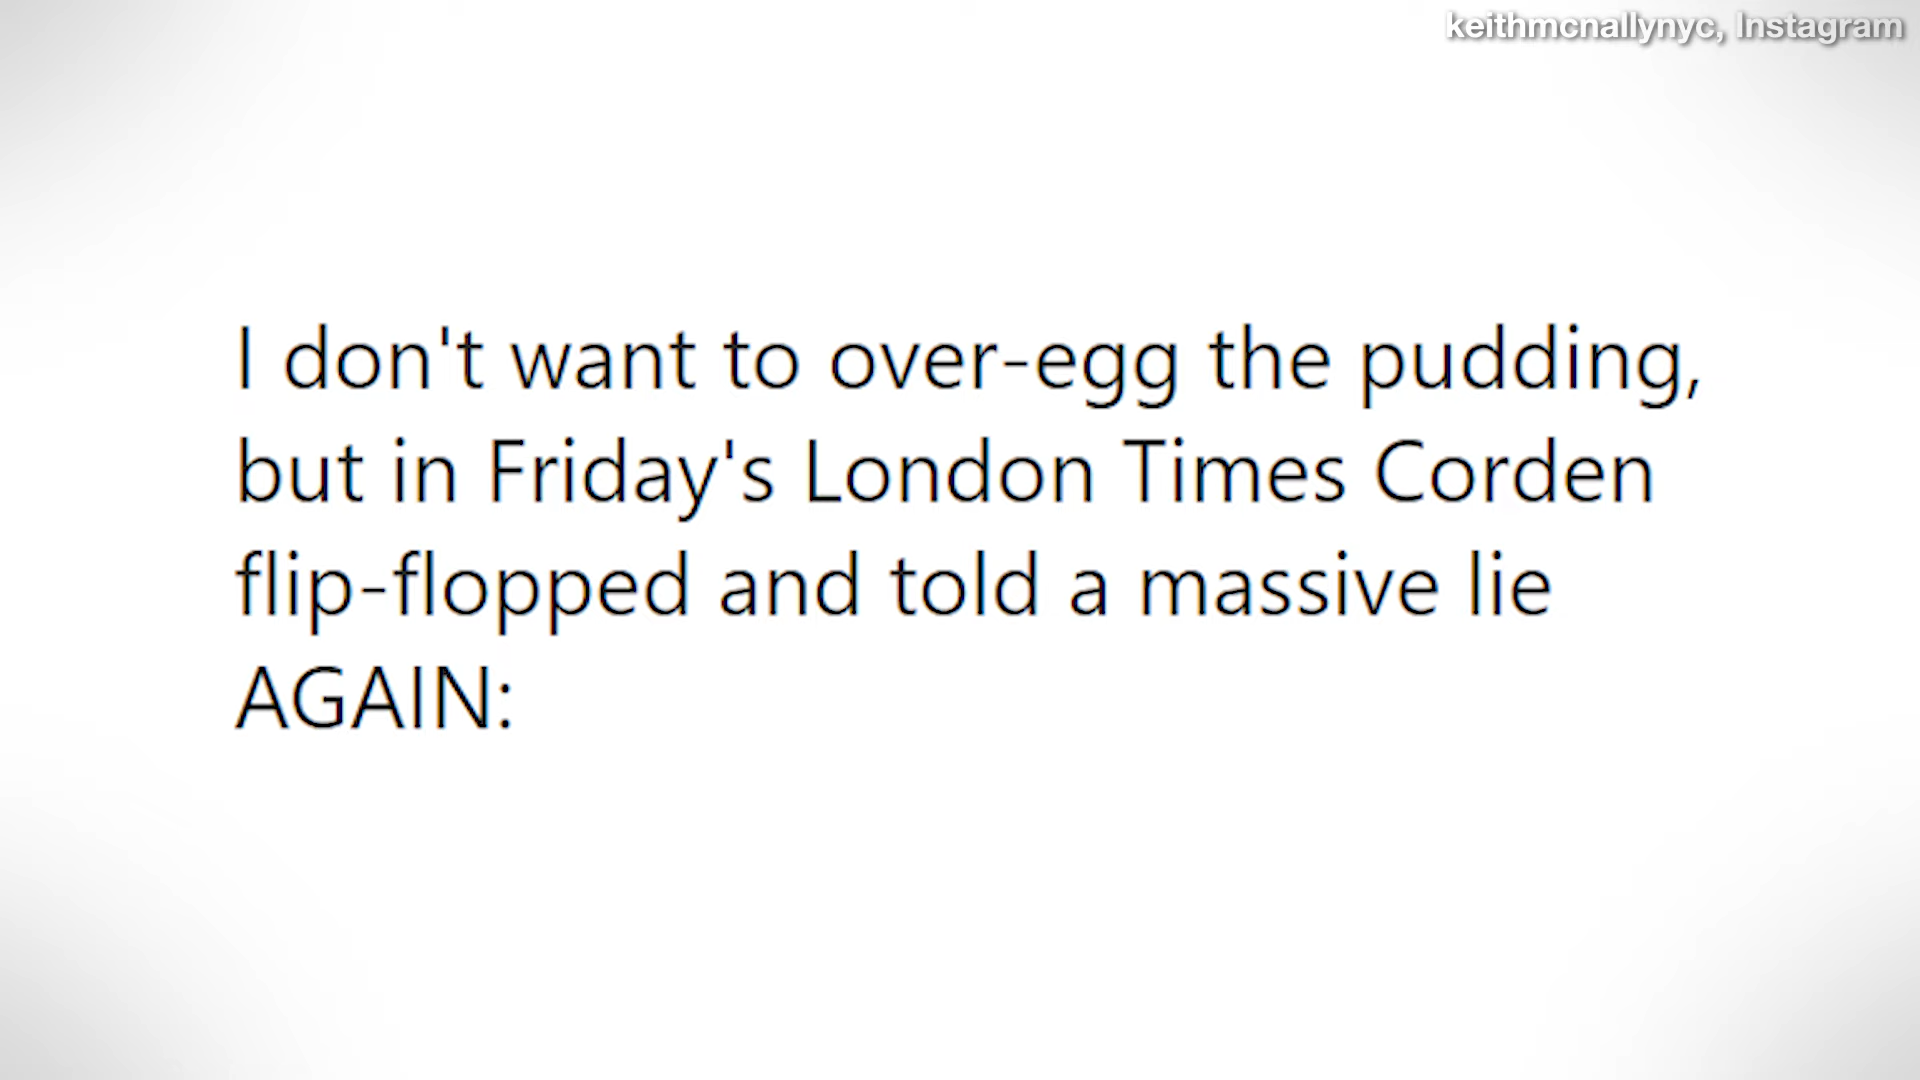 keithmcnallynyc, Instagram
I don't want to over-egg the pudding,
but in Friday's London Times Corden
flip-flopped and told a massive lie
AGAIN: